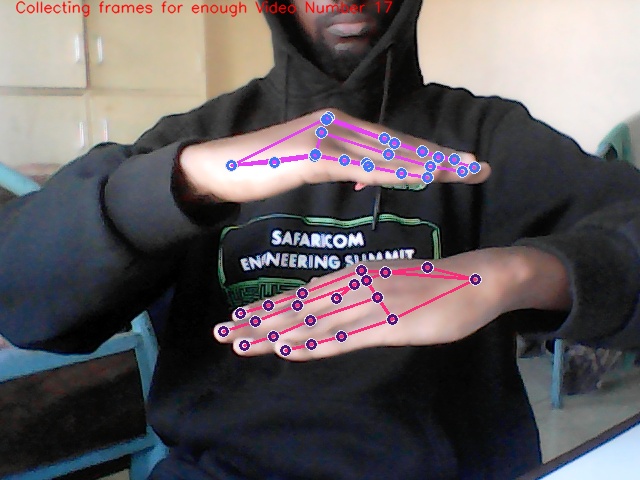 Collecting frames for enough Video Number 17
SAFARICOM
ENGINEERING SUMMIT